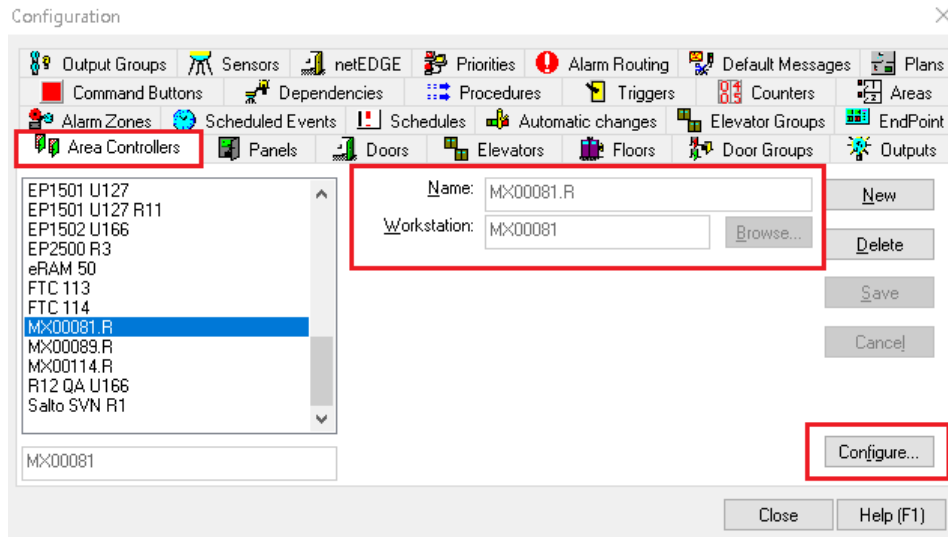 Configuration
Output Groups Sensors netEDGE Priorities Alarm Routing Default Messages Plans
Command Buttons Dependencies Procedures Triggers Counters Areas
Alarm Zones Scheduled Events Schedules Automatic changes Elevator Groups EndPoint
Area Controllers Panels Doors Elevators Floors Door Groups Outputs
EP1501 U127
EP1501 U127 R11
EP1502 U166
EP2500 R3
eRAM 50
FTC 113
FTC 114
MX00081.R
MX00089.R
MX00114.R
R12 QA U166
Salto SVN R1
MX00081
Name: MX00081.R
Workstation: MX00081 Browse...
New
Delete
Save
Cancel
Configure...
Close Help (F1)